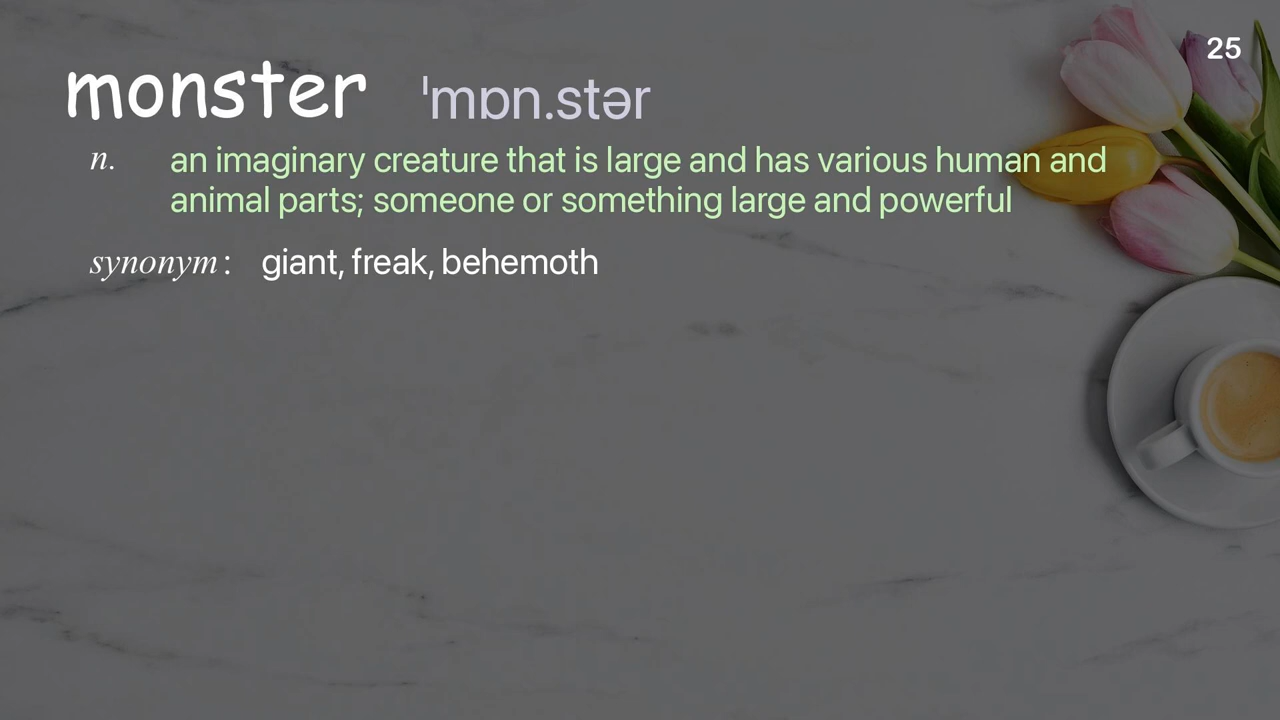 25
monster ˈmɒn.stər
n. an imaginary creature that is large and has various human and
animal parts; someone or something large and powerful
synonym: giant, freak, behemoth